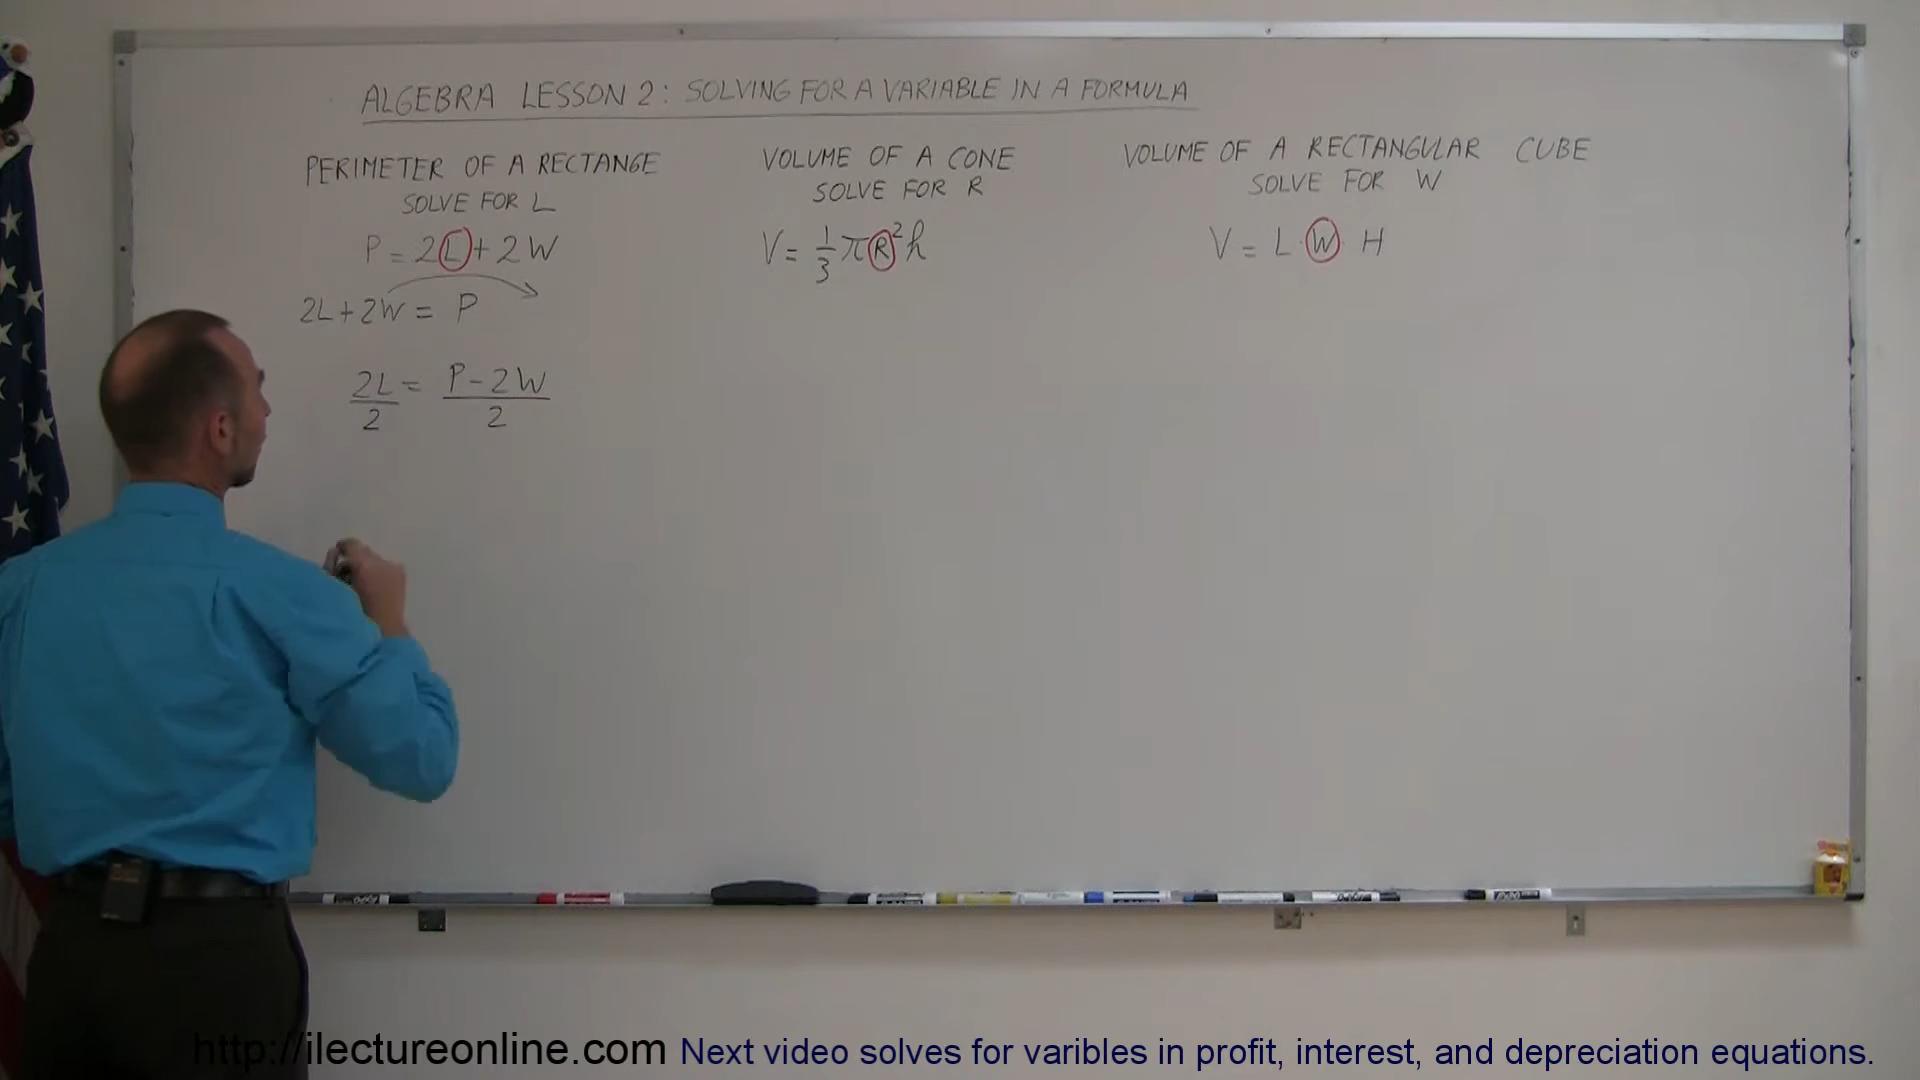 ALGEBRA LESSON 2: SOLVING FOR A VARIABLE IN A FORMULA
PERIMETER OF A RECTANGE
SOLVE FOR L
P = 2L + 2W
2L + 2W = P
2L/2 = P - 2W/2
VOLUME OF A CONE
SOLVE FOR R
V = 1/3 πR²h
VOLUME OF A RECTANGULAR CUBE
SOLVE FOR W
V = L·W·H
http://ilectureonline.com Next video solves for varibles in profit, interest, and depreciation equations.